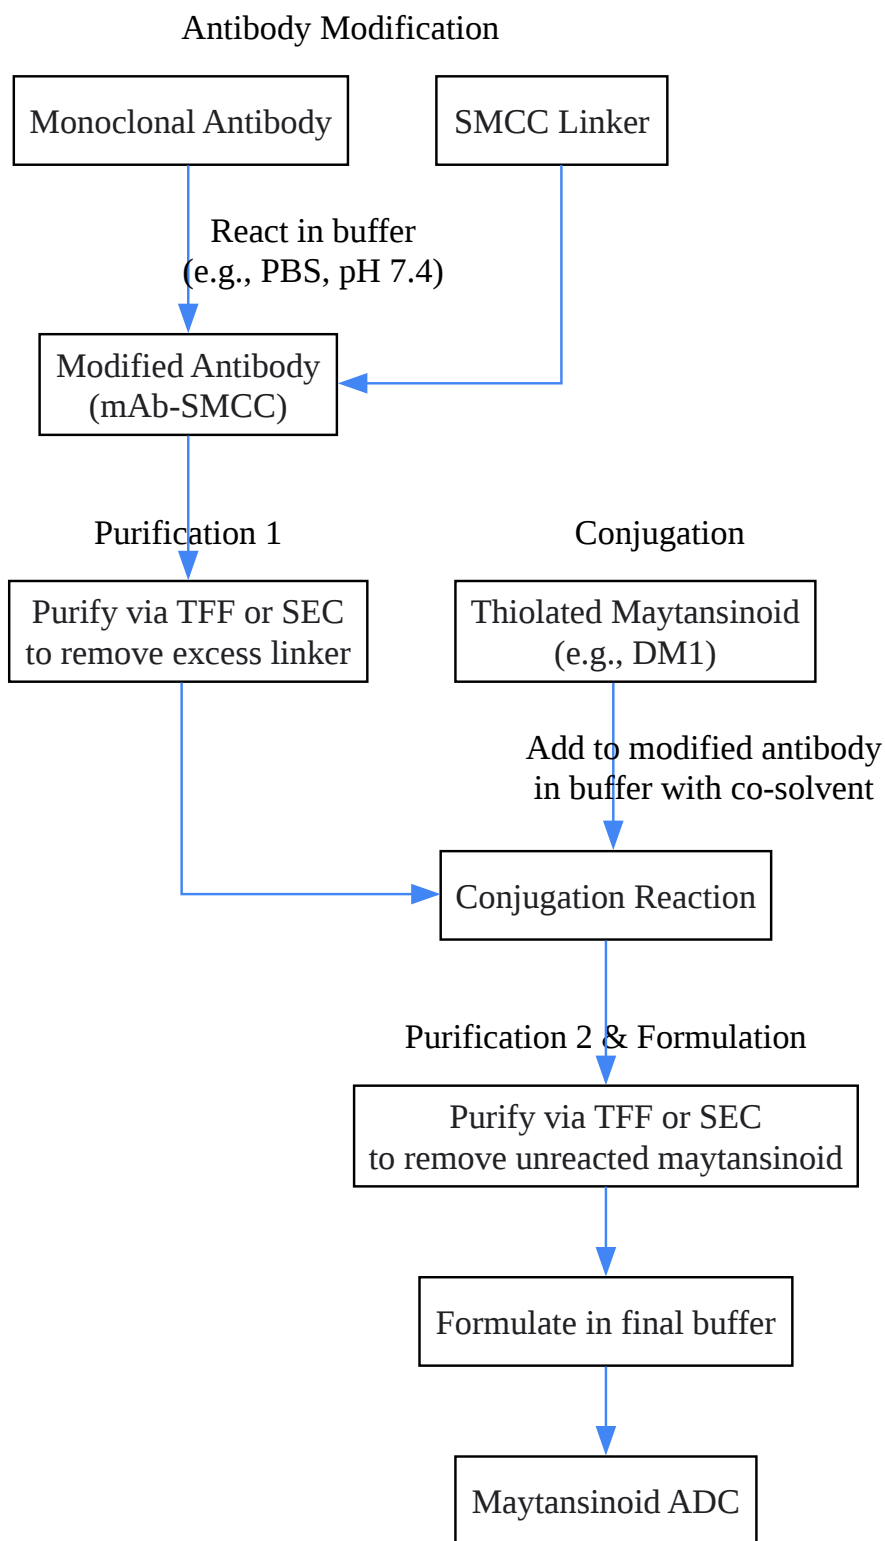 Antibody Modification
Monoclonal Antibody
SMCC Linker
React in buffer
(e.g., PBS, pH 7.4)
Modified Antibody
(mAb-SMCC)
Purification 1
Conjugation
Purify via TFF or SEC
to remove excess linker
Thiolated Maytansinoid
(e.g., DM1)
Add to modified antibody
in buffer with co-solvent
Conjugation Reaction
Purification 2 & Formulation
Purify via TFF or SEC
to remove unreacted maytansinoid
Formulate in final buffer
Maytansinoid ADC